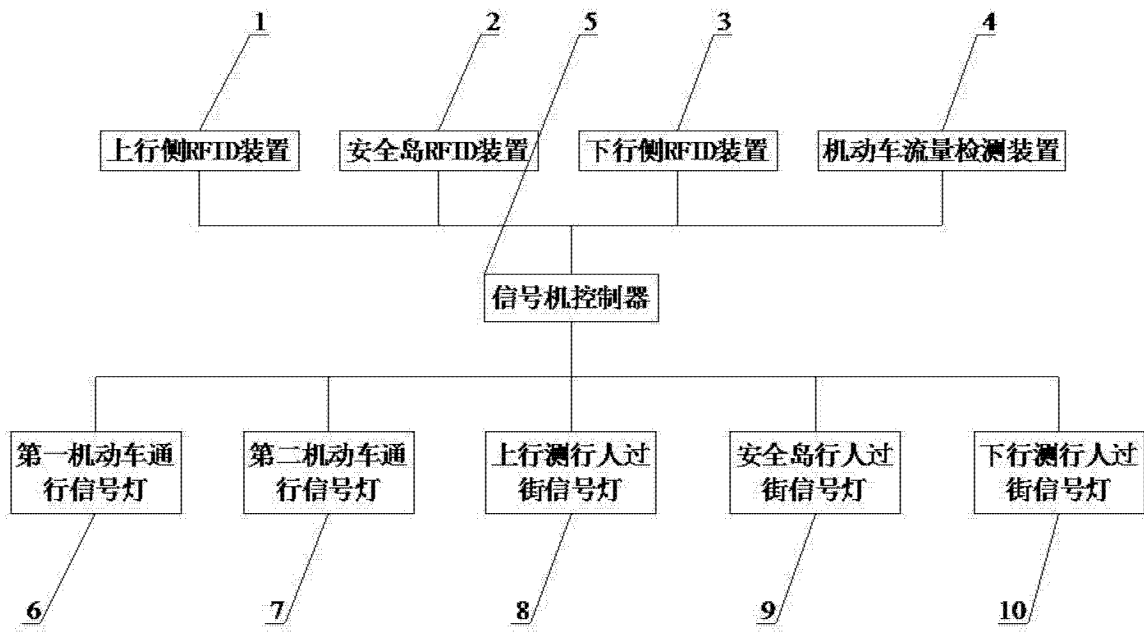 1
2
5
3
4
上行侧RFID装置
安全岛RFID装置
下行侧RFID装置
机动车流量检测装置
信号机控制器
第一机动车通
行信号灯
第二机动车通
行信号灯
上行测行人过
街信号灯
安全岛行人过
街信号灯
下行测行人过
街信号灯
6
7
8
9
10